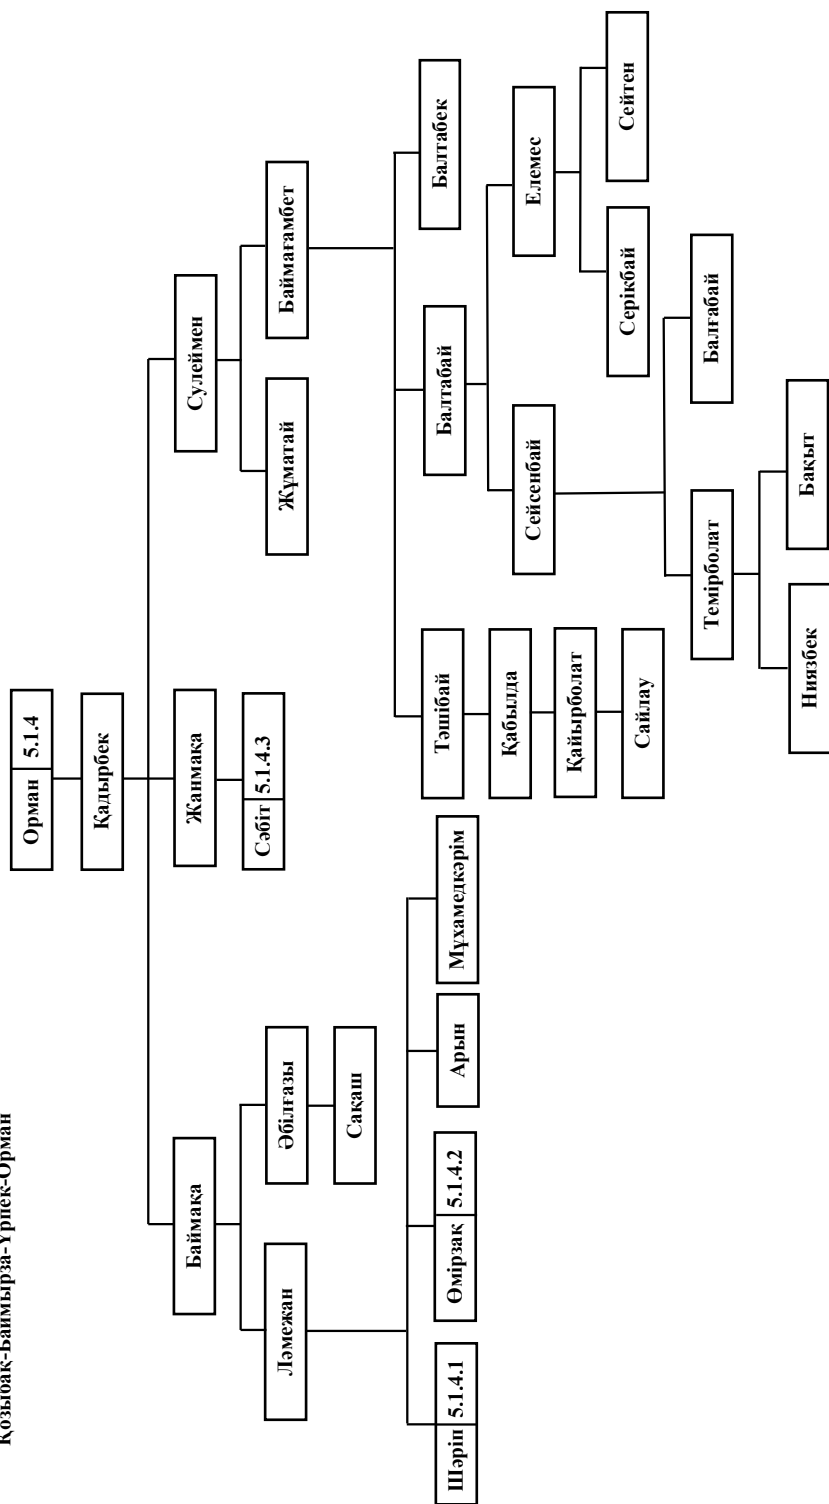 Қозыбақ-Баймырза-Үрпек-Орман
Орман 5.1.4
Қадырбек
Баймақа
Жанмақа
Сулеймен
Сәбіт 5.1.4.3
Ләмежан
Әбілғазы
Жұматай
Баймағамбет
Сақаш
Шәріп 5.1.4.1
Өмірзақ 5.1.4.2
Арын
Мұхамедкәрім
Тәшібай
Балтабай
Балтабек
Қабылда
Сейсенбай
Елемес
Қайырболат
Серікбай
Сейтен
Сайлау
Темірболат
Балғабай
Ниязбек
Бақыт